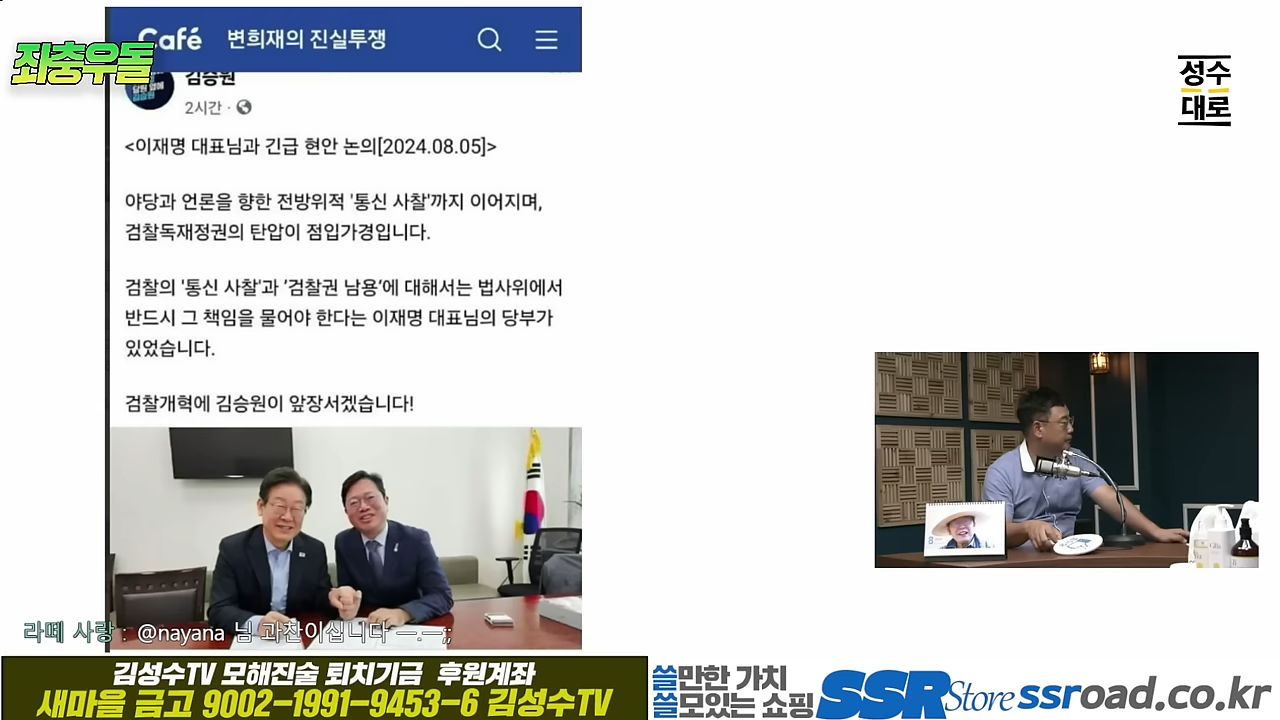 Café 변희재의 진실투쟁
좌충우돌
김승원
2시간 ·
<이재명 대표님과 긴급 현안 논의[2024.08.05]>
야당과 언론을 향한 전방위적 '통신 사찰'까지 이어지며,
검찰독재정권의 탄압이 점입가경입니다.
검찰의 '통신 사찰'과 '검찰권 남용'에 대해서는 법사위에서
반드시 그 책임을 물어야 한다는 이재명 대표님의 당부가
있었습니다.
검찰개혁에 김승원이 앞장서겠습니다!
라떼 사랑 : @nayana 님 과찬이십니다 ㅡ.ㅡ;;
성수
대로
8
김성수TV 모해진술 퇴치기금 후원계좌
새마을 금고 9002-1991-9453-6 김성수TV
쓸만한 가치
쓸모있는 쇼핑
SSR Store ssroad.co.kr